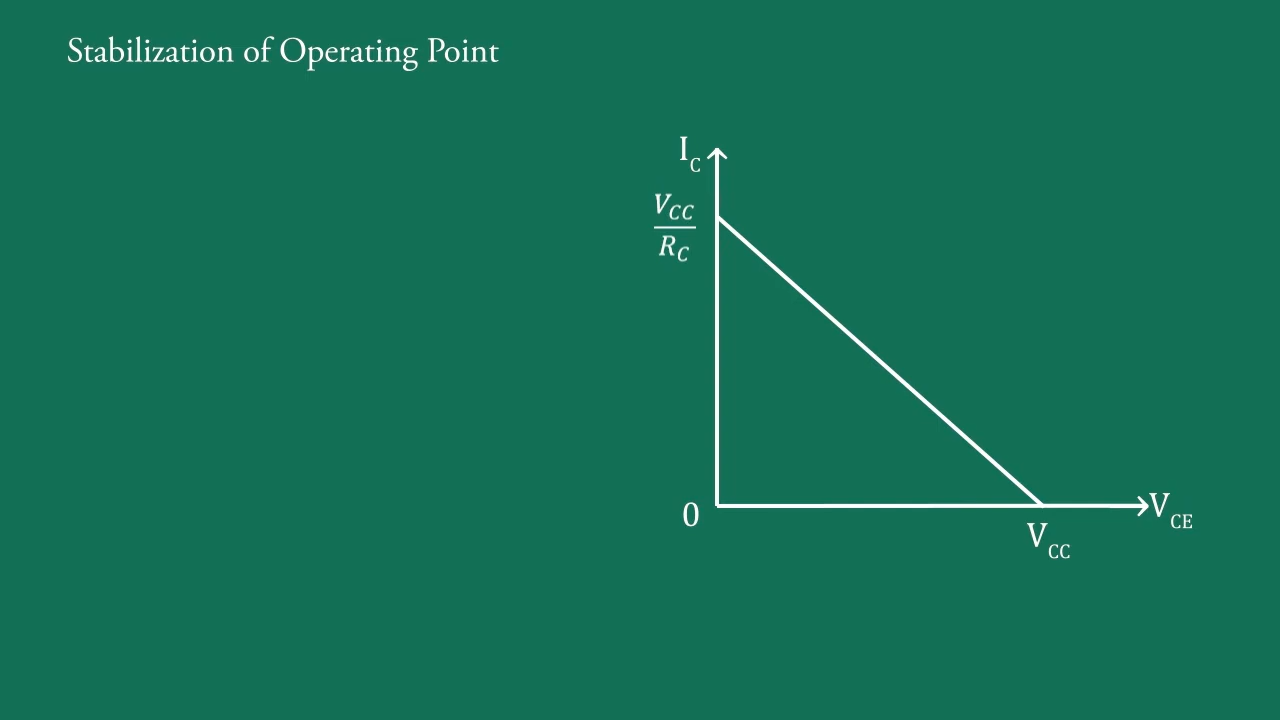 Stabilization of Operating Point
I_C
V_CC
R_C
0
V_CE
V_CC